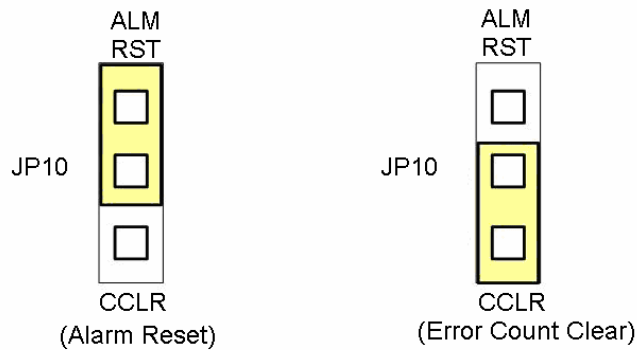 ALM
RST
JP10
CCLR
(Alarm Reset)
ALM
RST
JP10
CCLR
(Error Count Clear)